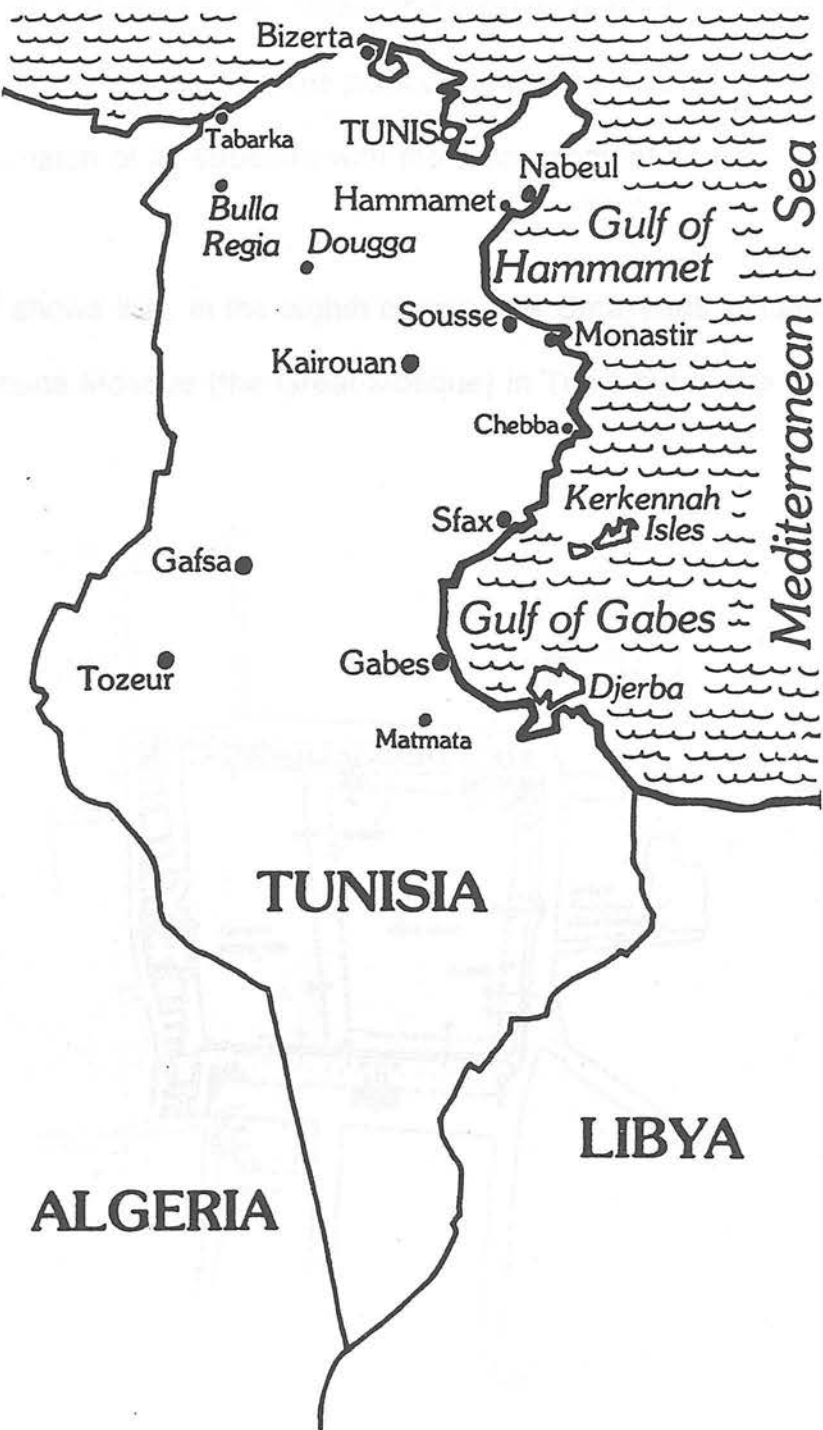 Bizerta
Tabarka
TUNIS
Nabeul
Bulla
Regia
Hammamet
Dougga
Gulf of
Hammamet
Sousse
Monastir
Kairouan
Chebba
Kerkennah
Isles
Sfax
Gafsa
Gulf of Gabes
Tozeur
Gabes
Djerba
Matmata
Mediterranean Sea
TUNISIA
LIBYA
ALGERIA